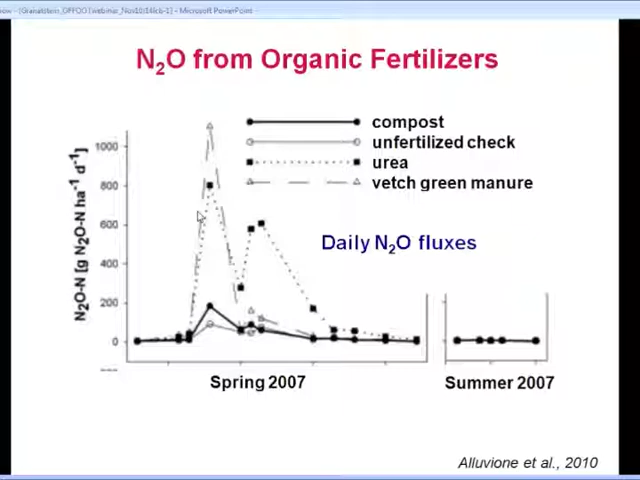 N₂O from Organic Fertilizers
compost
unfertilized check
urea
vetch green manure
Daily N₂O fluxes
N₂O-N [g N₂O-N ha⁻¹ d⁻¹]
1000
800
600
400
200
0
Spring 2007
Summer 2007
Alluvione et al., 2010